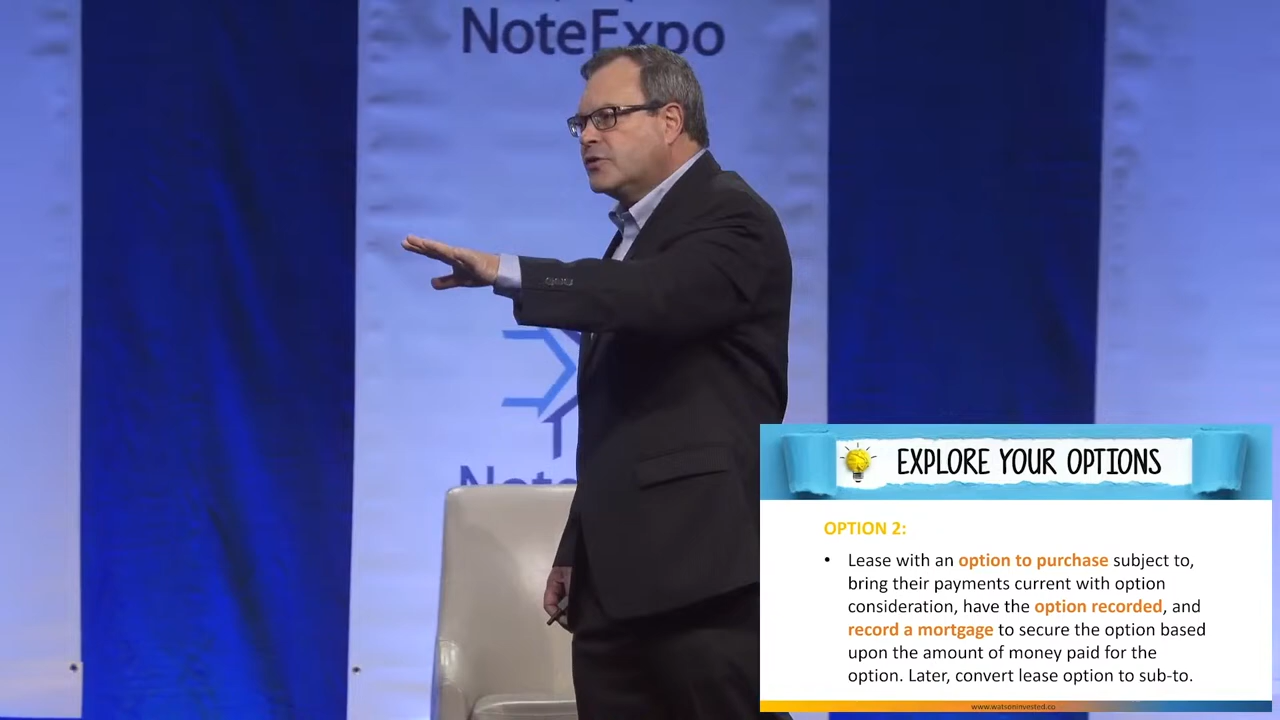 NoteExpo
EXPLORE YOUR OPTIONS
OPTION 2:
• Lease with an option to purchase subject to,
bring their payments current with option
consideration, have the option recorded, and
record a mortgage to secure the option based
upon the amount of money paid for the
option. Later, convert lease option to sub-to.
www.watsoninvested.co